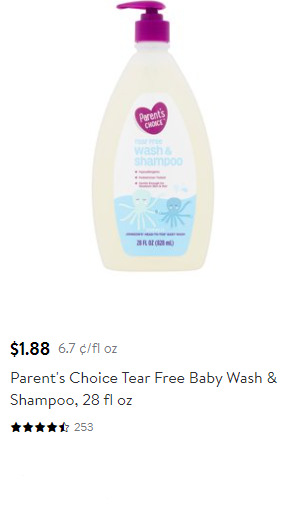 Parent's
CHOICE
tear free
wash &
shampoo
Hypoallergenic
28 FL OZ (828 mL)
$1.88 6.7 ¢/fl oz
Parent's Choice Tear Free Baby Wash &
Shampoo, 28 fl oz
253